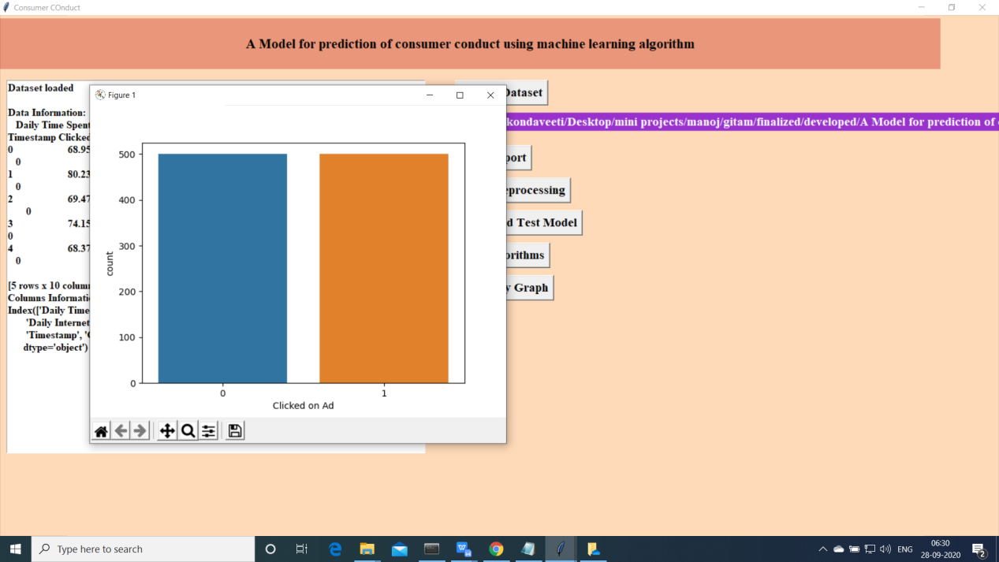 Consumer COnduct
A Model for prediction of consumer conduct using machine learning algorithm
Dataset loaded
Data Information:
Daily Time Spent
Timestamp Clicked
0 68.95
0
1 80.23
0
2 69.47
0
3 74.15
0
4 68.37
0
[5 rows x 10 colum
Columns Informati
Index(['Daily Time
'Daily Internet
'Timestamp', '
dtype='object')
Figure 1
500
400
300
200
100
0
count
0 1
Clicked on Ad
Dataset
kondaveeti/Desktop/mini projects/manoj/gitam/finalized/developed/A Model for prediction of
port
processing
d Test Model
orithms
y Graph
Type here to search
ENG
06:30
28-09-2020
2